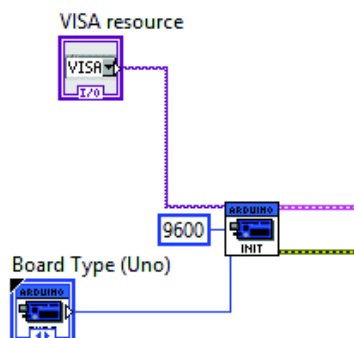 VISA resource
VISA
I/O
ARDUINO
9600
INIT
Board Type (Uno)
ARDUINO